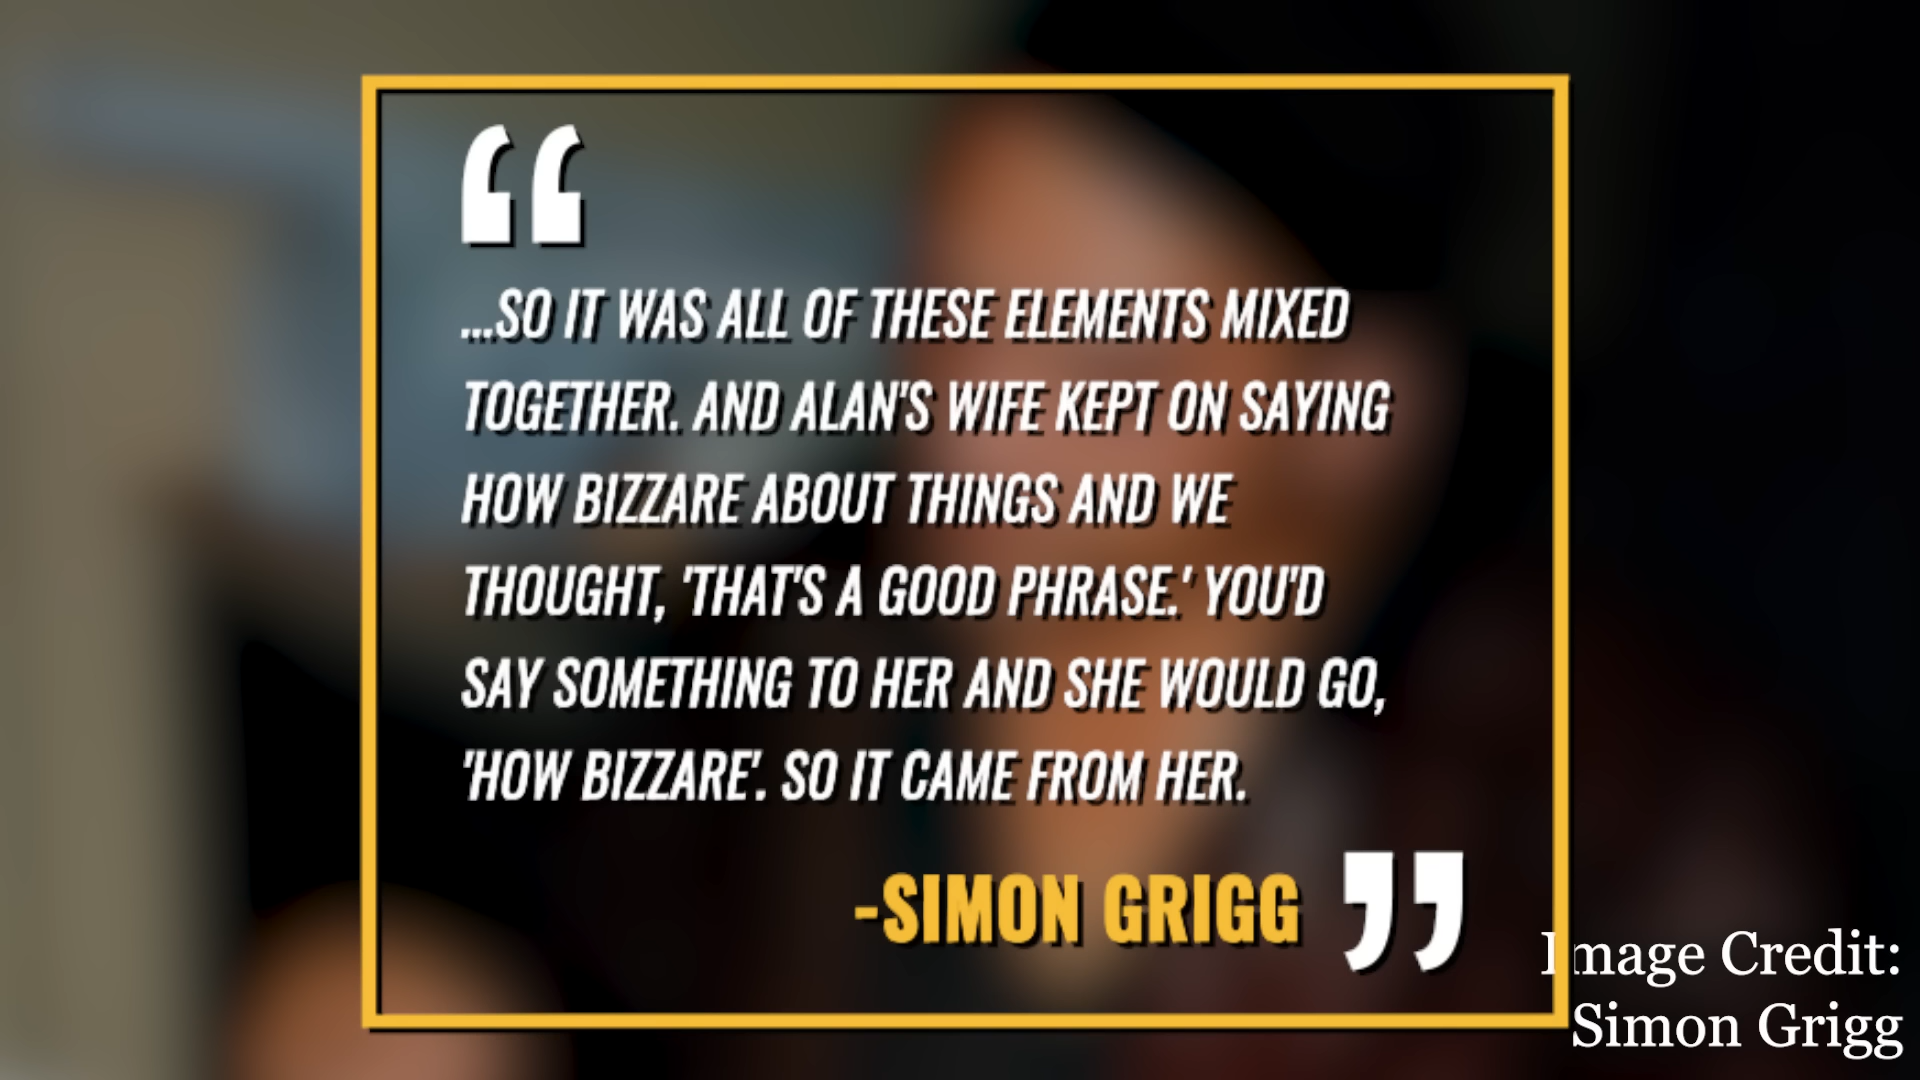 “
...SO IT WAS ALL OF THESE ELEMENTS MIXED
TOGETHER. AND ALAN'S WIFE KEPT ON SAYING
HOW BIZZARE ABOUT THINGS AND WE
THOUGHT, 'THAT'S A GOOD PHRASE.' YOU'D
SAY SOMETHING TO HER AND SHE WOULD GO,
'HOW BIZZARE'. SO IT CAME FROM HER.
-SIMON GRIGG ”
Image Credit:
Simon Grigg